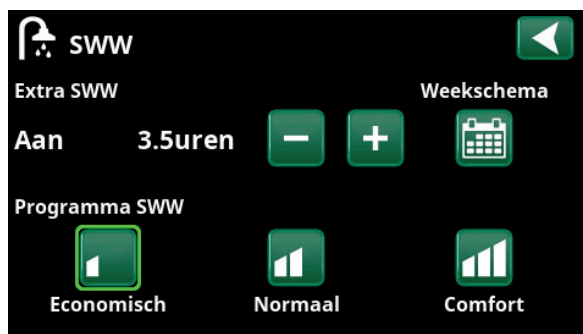 SWW
Extra SWW Weekschema
Aan 3.5uren − +
Programma SWW
Economisch Normaal Comfort